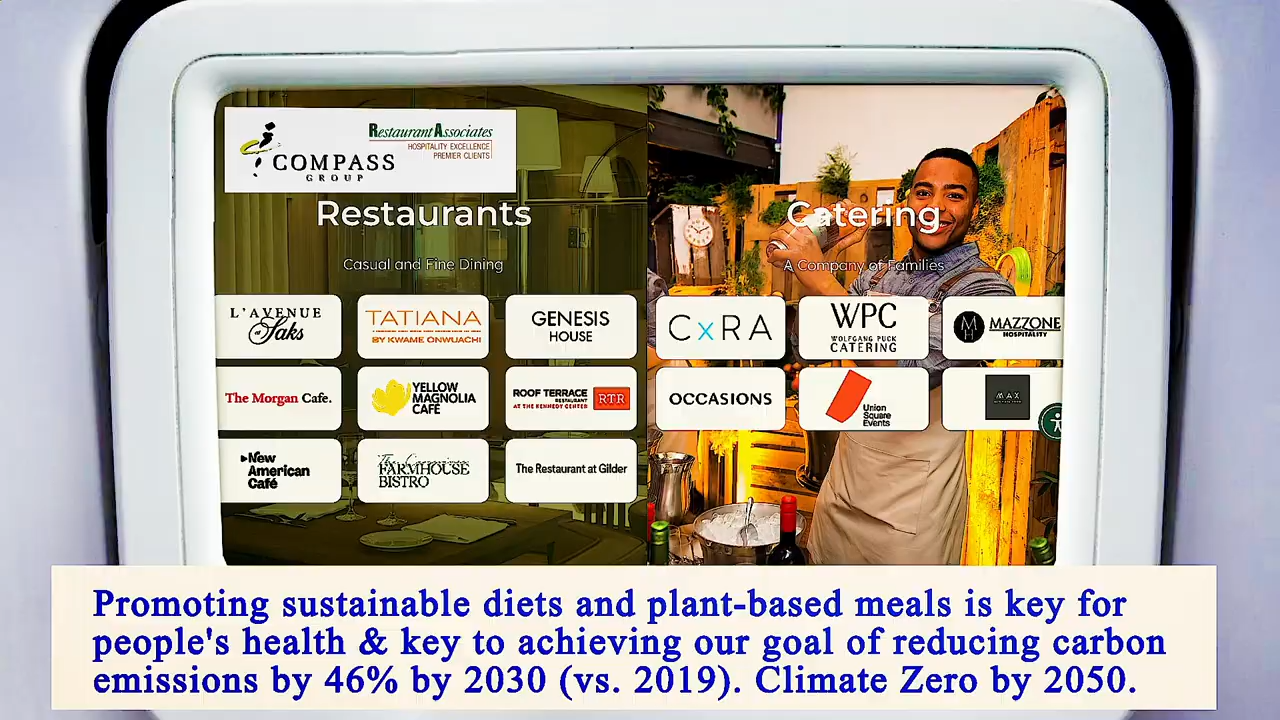 COMPASS
GROUP
Restaurant Associates
HOSPITALITY EXCELLENCE
PREMIER CLIENTS
Restaurants
Casual and Fine Dining
L'AVENUE
at Saks
TATIANA
BY KWAME ONWUACHI
GENESIS
HOUSE
The Morgan Cafe.
YELLOW
MAGNOLIA
CAFÉ
ROOF TERRACE
RESTAURANT
AT THE KENNEDY CENTER
RTR
New
American
Café
FARMHOUSE
BISTRO
The Restaurant at Gilder
Catering
A Company of Families
CxRA
WPC
WOLFGANG PUCK
CATERING
MH
MAZZONE
HOSPITALITY
OCCASIONS
Union
Square
Events
MAX
Promoting sustainable diets and plant-based meals is key for
people's health & key to achieving our goal of reducing carbon
emissions by 46% by 2030 (vs. 2019). Climate Zero by 2050.